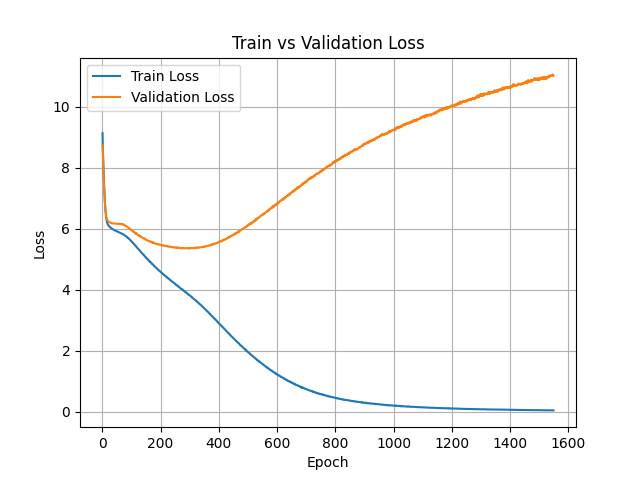 Train vs Validation Loss
Train Loss
Validation Loss
Loss
10
8
6
4
2
0
0 200 400 600 800 1000 1200 1400 1600
Epoch